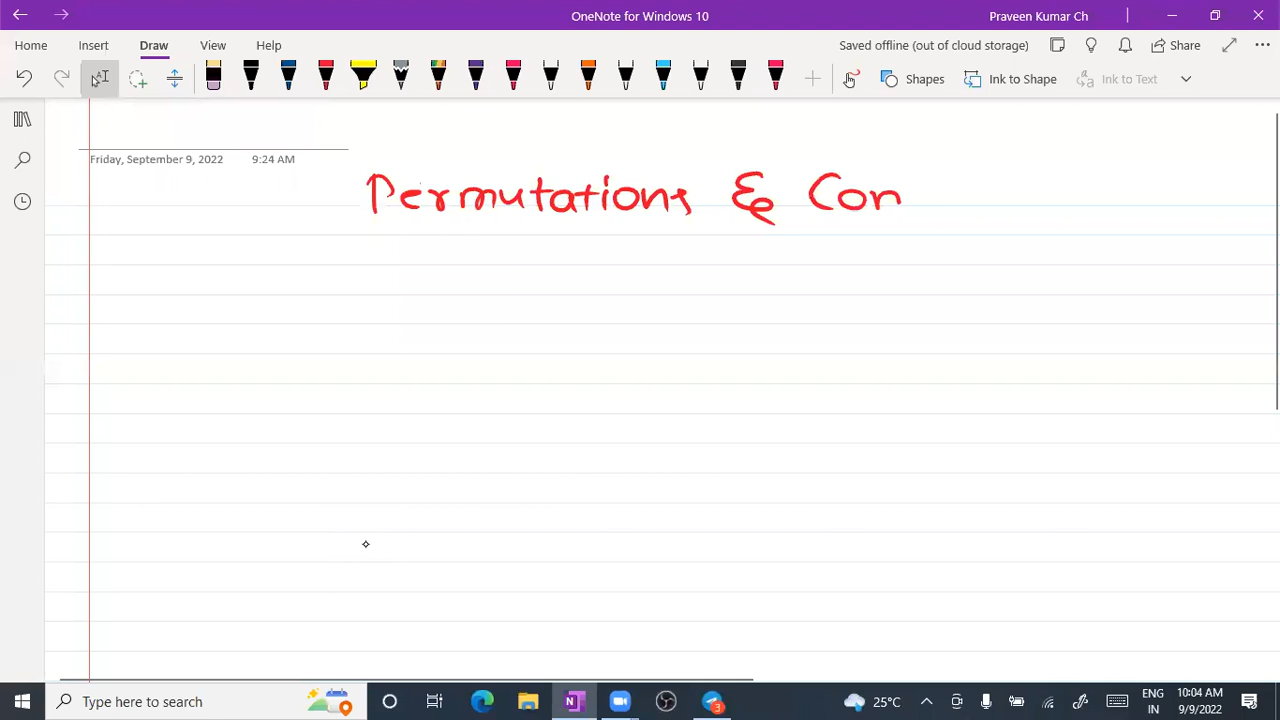 OneNote for Windows 10
Praveen Kumar Ch
Home Insert Draw View Help
Saved offline (out of cloud storage)
Share
Shapes
Ink to Shape
Ink to Text
Friday, September 9, 2022 9:24 AM
Permutations & Con
Type here to search
3
25°C
ENG
IN
10:04 AM
9/9/2022